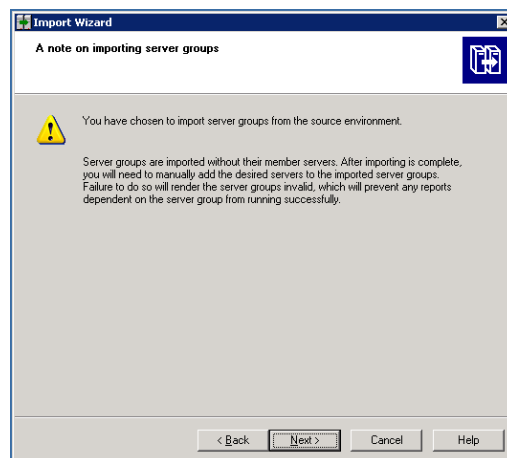 Import Wizard
A note on importing server groups
You have chosen to import server groups from the source environment.
Server groups are imported without their member servers. After importing is complete,
you will need to manually add the desired servers to the imported server groups.
Failure to do so will render the server groups invalid, which will prevent any reports
dependent on the server group from running successfully.
< Back
Next >
Cancel
Help